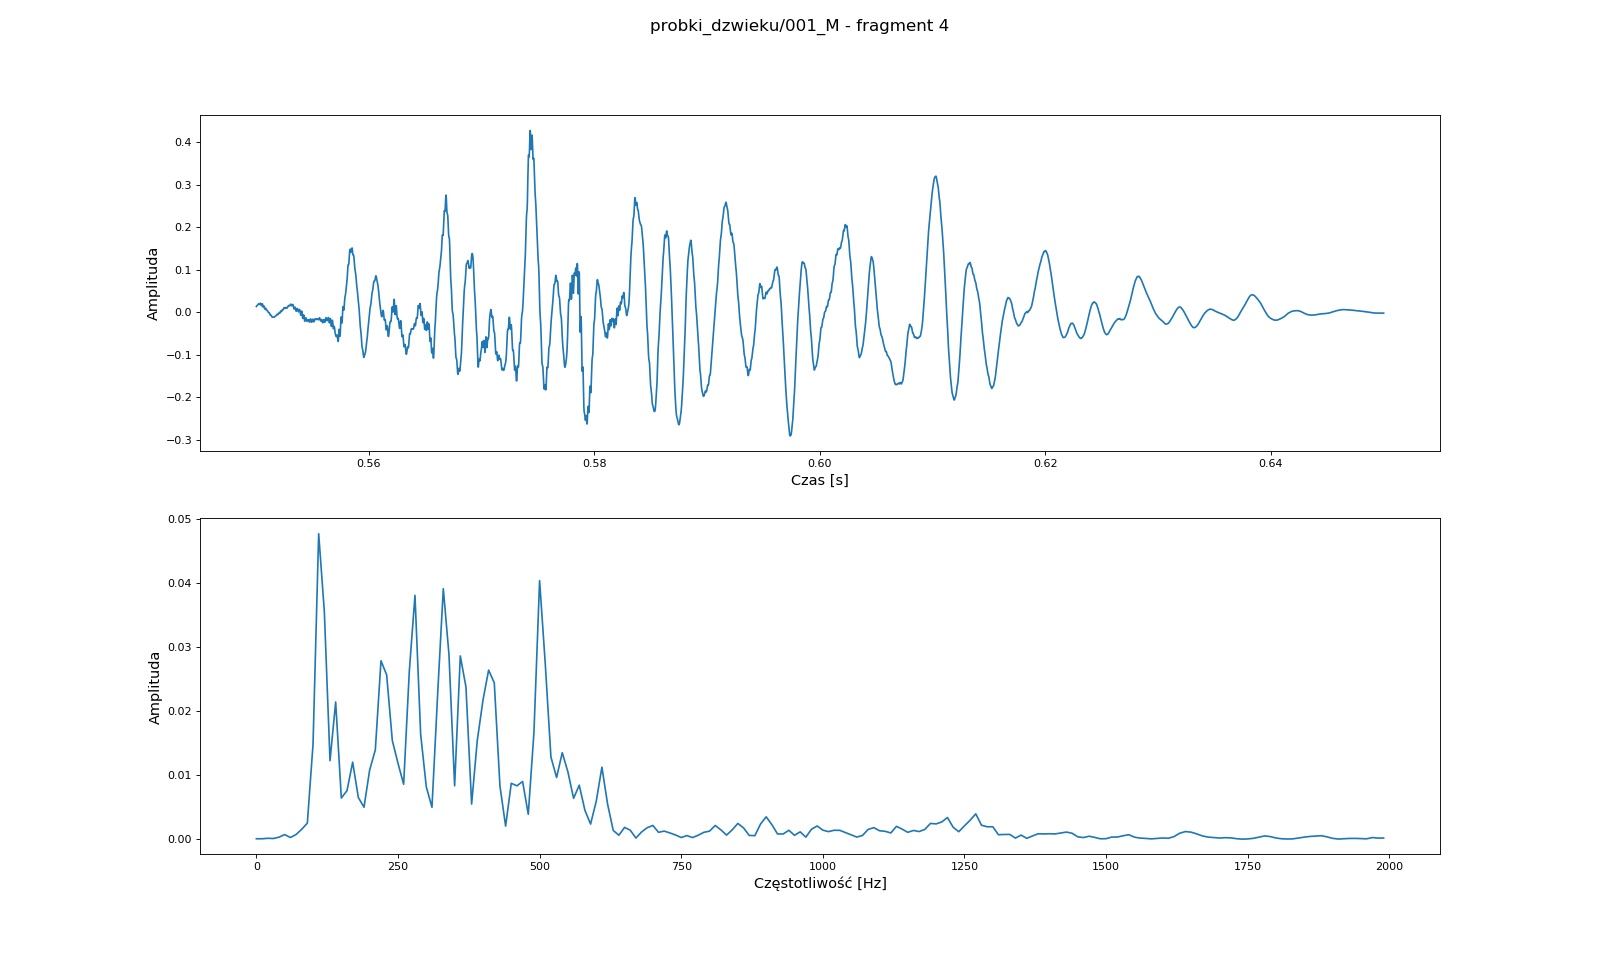 probki_dzwieku/001_M - fragment 4
Amplituda
0.4
0.3
0.2
0.1
0.0
−0.1
−0.2
−0.3
0.56 0.58 0.60 0.62 0.64
Czas [s]
Amplituda
0.05
0.04
0.03
0.02
0.01
0.00
0 250 500 750 1000 1250 1500 1750 2000
Częstotliwość [Hz]